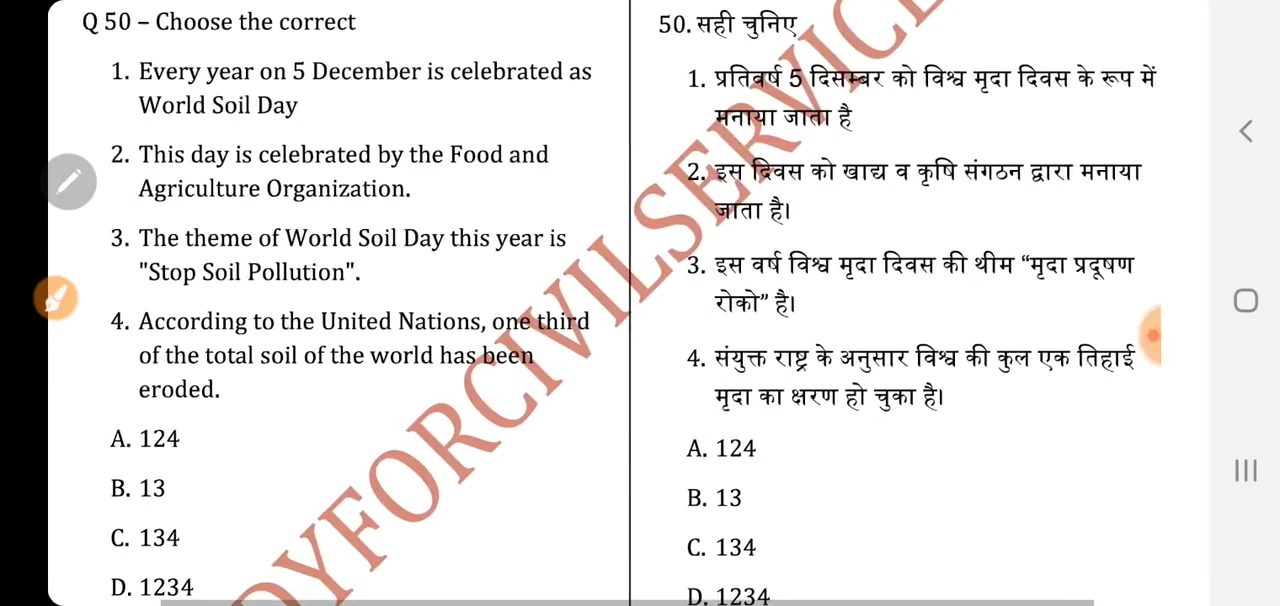 Q 50 – Choose the correct
1. Every year on 5 December is celebrated as
World Soil Day
2. This day is celebrated by the Food and
Agriculture Organization.
3. The theme of World Soil Day this year is
"Stop Soil Pollution".
4. According to the United Nations, one third
of the total soil of the world has been
eroded.
A. 124
B. 13
C. 134
D. 1234
50. सही चुनिए
1. प्रतिवर्ष 5 दिसम्बर को विश्व मृदा दिवस के रूप में
मनाया जाता है
2. इस दिवस को खाद्य व कृषि संगठन द्वारा मनाया
जाता है।
3. इस वर्ष विश्व मृदा दिवस की थीम “मृदा प्रदूषण
रोको” है।
4. संयुक्त राष्ट्र के अनुसार विश्व की कुल एक तिहाई
मृदा का क्षरण हो चुका है।
A. 124
B. 13
C. 134
D. 1234
DYFORCIVILSERVICE